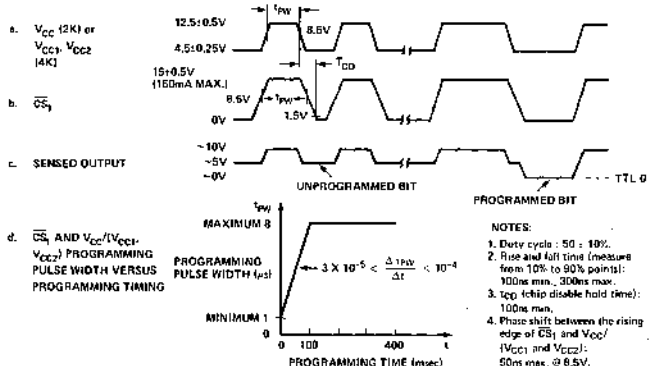 a. VCC (2K) or
VCC1, VCC2
(4K)
12.5±0.5V
4.5±0.25V
tPW
8.5V
TCD
15±0.5V
(150mA MAX.)
b. CS1
8.5V
tPW
1.5V
0V
c. SENSED OUTPUT
~10V
~5V
~0V
UNPROGRAMMED BIT
PROGRAMMED BIT
TTL 0
d. CS1 AND VCC/(VCC1,
VCC2) PROGRAMMING
PULSE WIDTH VERSUS
PROGRAMMING TIMING
tPW
MAXIMUM 8
PROGRAMMING
PULSE WIDTH (µs)
3 X 10-5 < ΔtPW/Δt < 10-4
MINIMUM 1
0
0 100 400 t
PROGRAMMING TIME (msec)
NOTES:
1. Duty cycle : 50 ± 10%.
2. Rise and fall time (measure
from 10% to 90% points):
100ns min., 300ns max.
3. TCD (chip disable hold time):
100ns min.
4. Phase shift between the rising
edge of CS1 and VCC/
(VCC1 and VCC2):
50ns max. @ 8.5V.